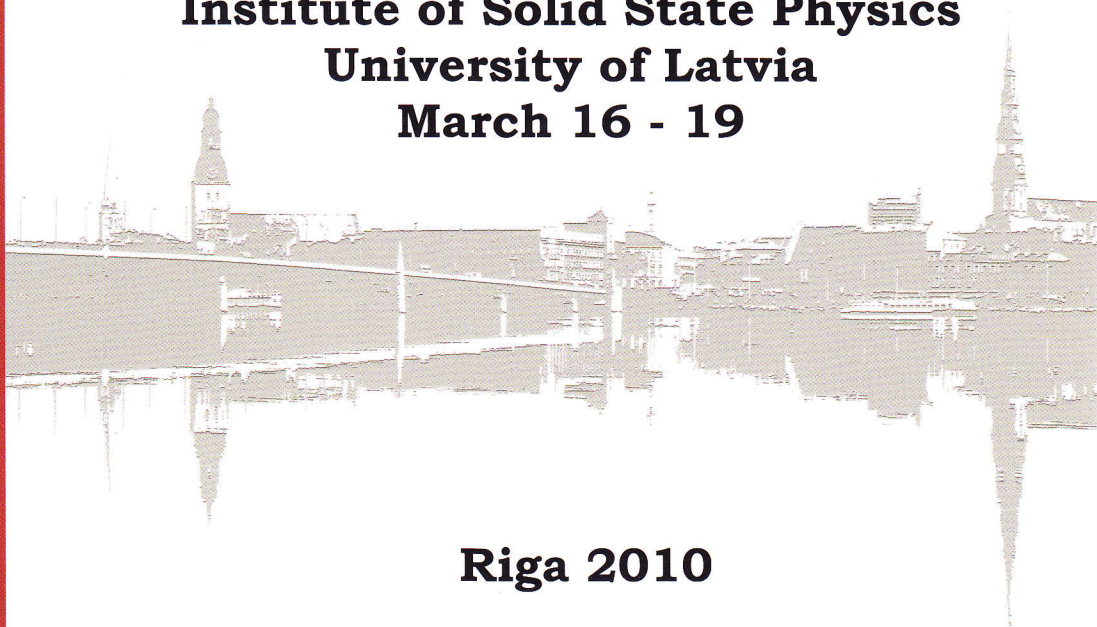 Institute of Solid State Physics
University of Latvia
March 16 - 19
Riga 2010